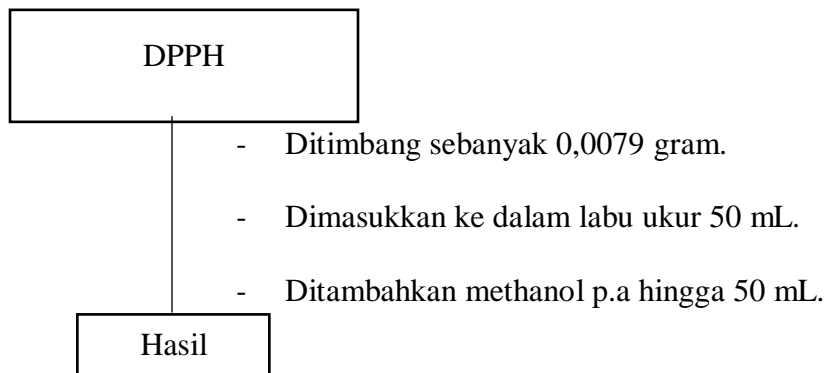 DPPH
- Ditimbang sebanyak 0,0079 gram.
- Dimasukkan ke dalam labu ukur 50 mL.
- Ditambahkan methanol p.a hingga 50 mL.
Hasil